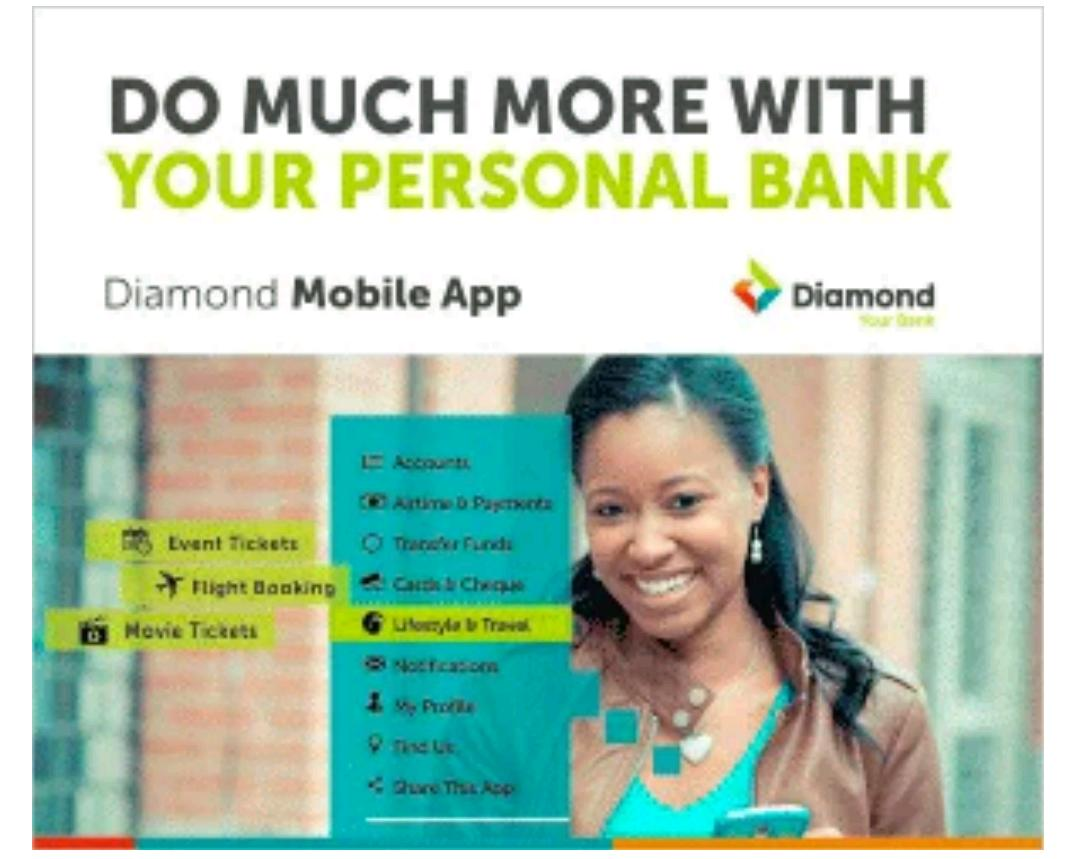 DO MUCH MORE WITH
YOUR PERSONAL BANK
Diamond Mobile App
Diamond
Your Bank
Accounts
Airtime & Payments
Transfer Funds
Cards & Cheque
Lifestyle & Travel
Notifications
My Profile
Find Us
Share This App
Event Tickets
Flight Booking
Movie Tickets